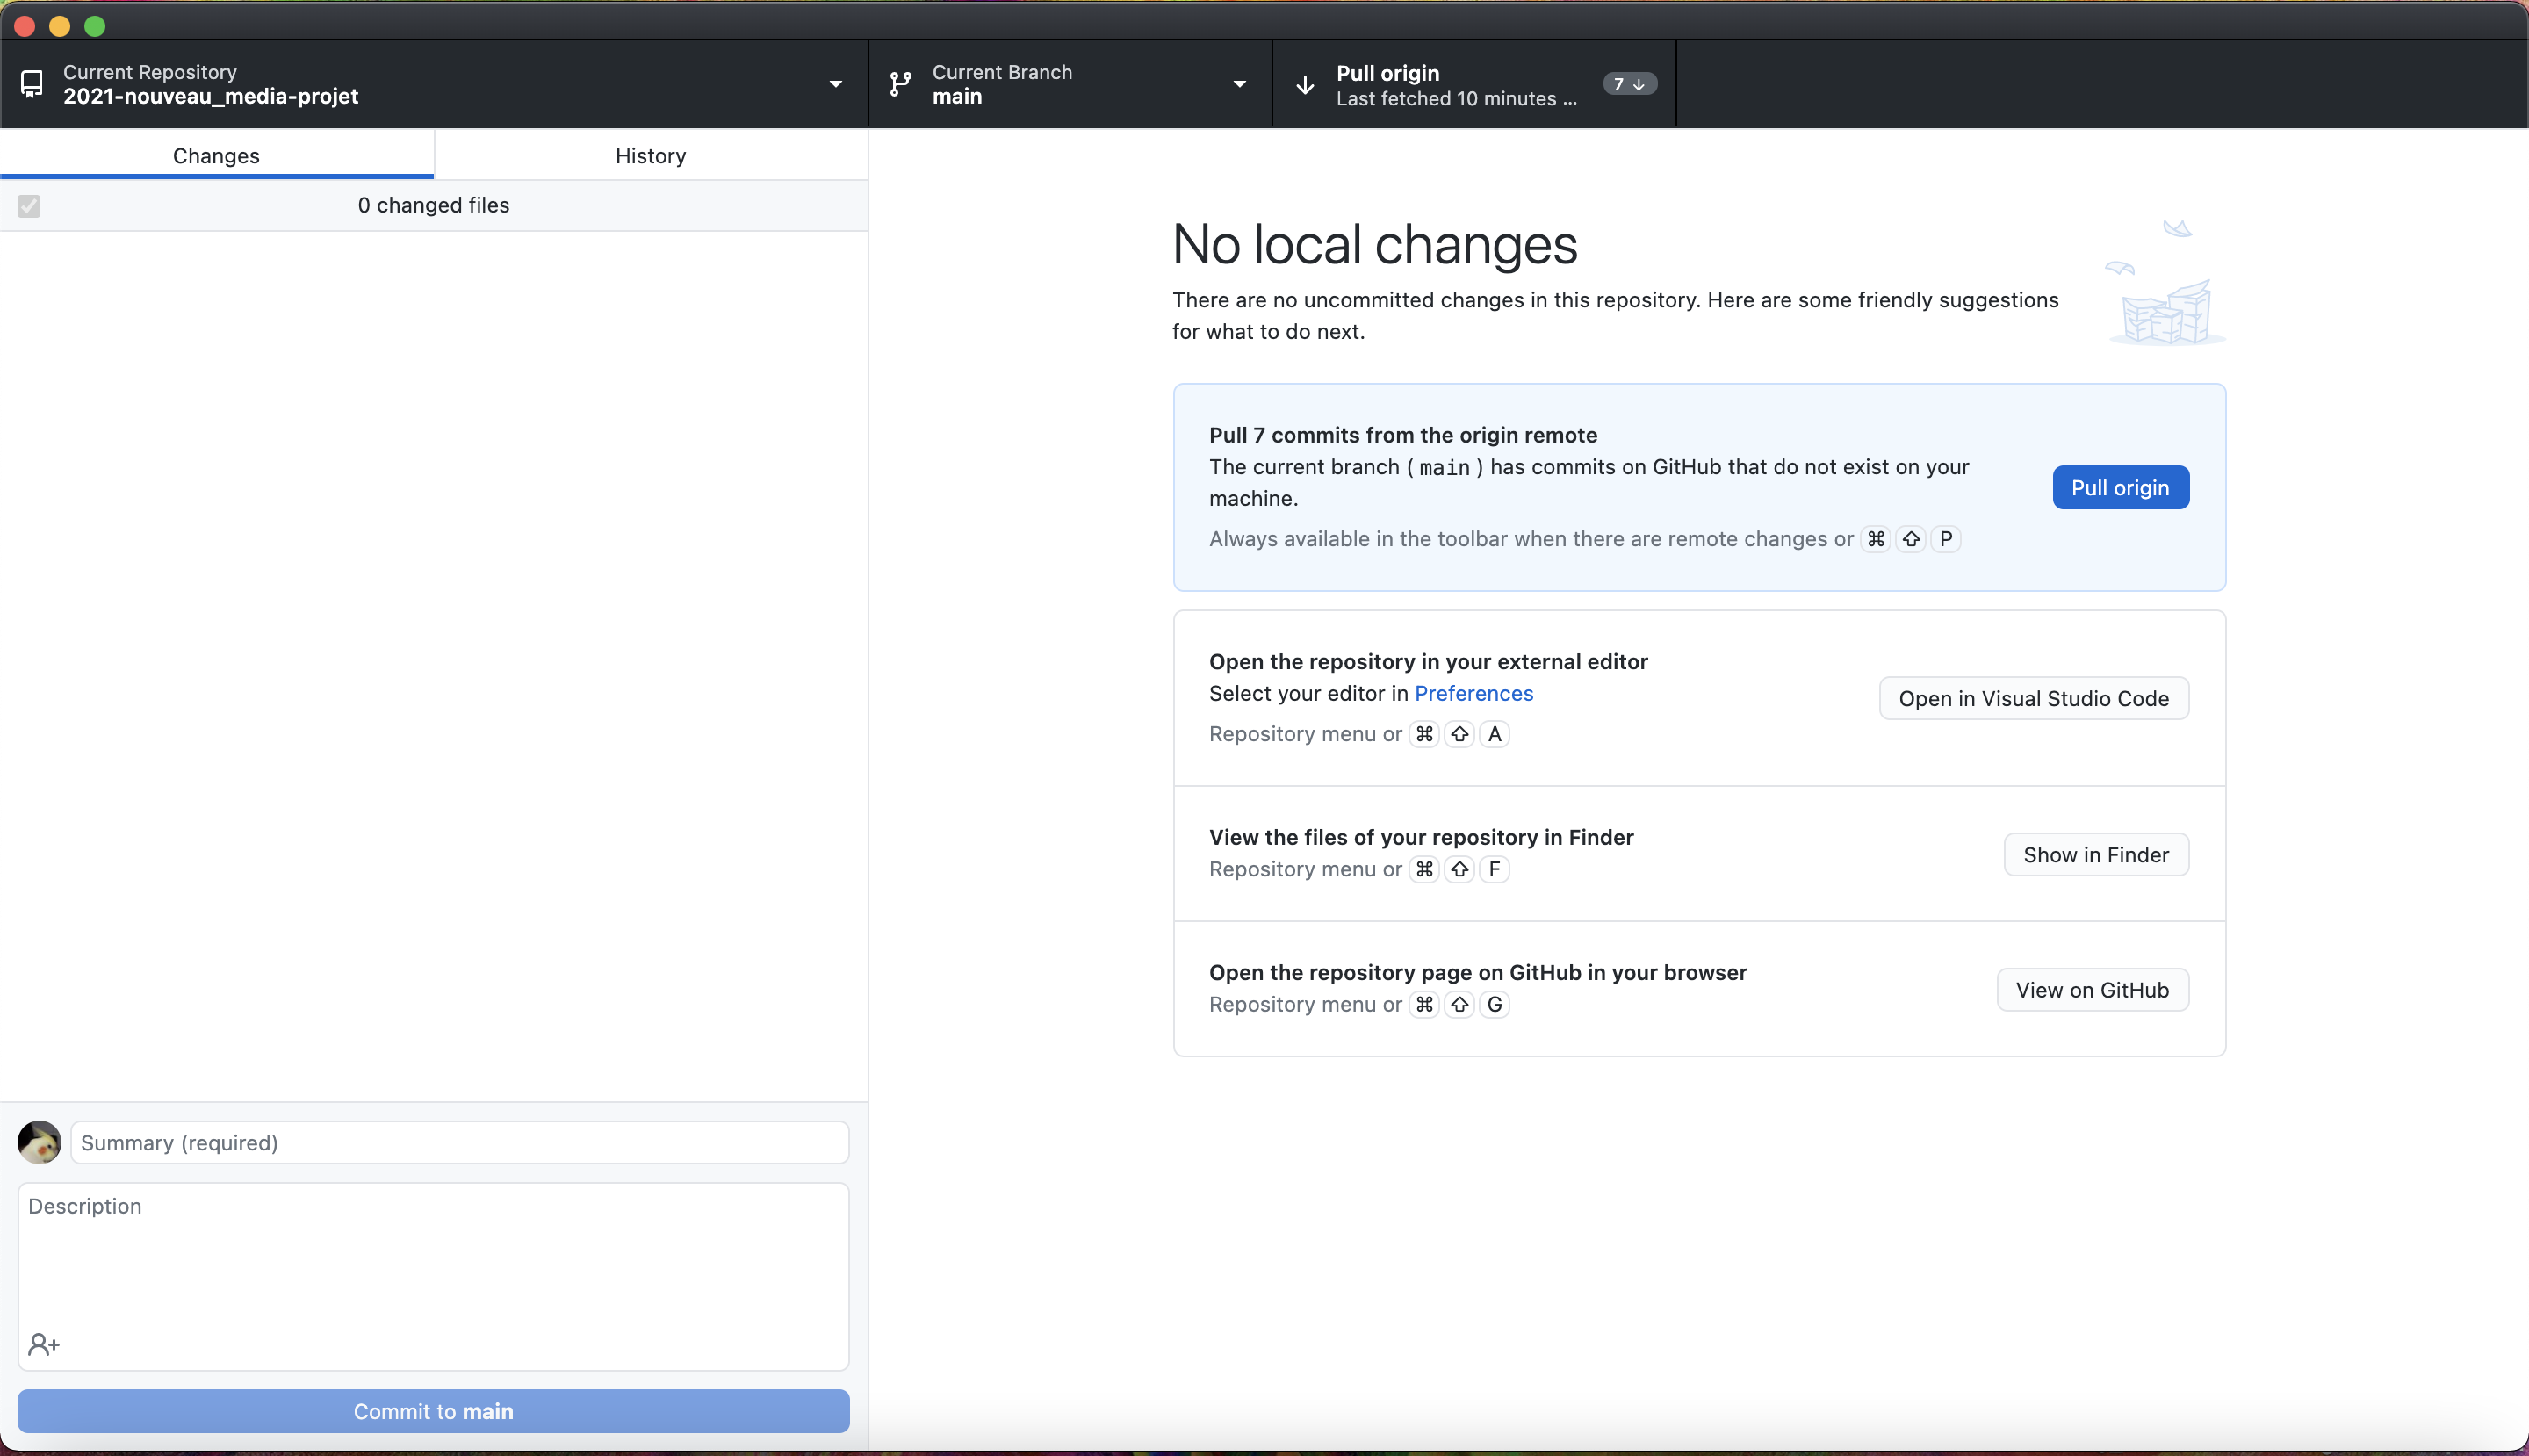 Current Repository
2021-nouveau_media-projet
Current Branch
main
Pull origin
Last fetched 10 minutes ...
7 ↓
Changes
History
0 changed files
No local changes
There are no uncommitted changes in this repository. Here are some friendly suggestions
for what to do next.
Pull 7 commits from the origin remote
The current branch ( main ) has commits on GitHub that do not exist on your
machine.
Always available in the toolbar when there are remote changes or ⌘ ⇧ P
Pull origin
Open the repository in your external editor
Select your editor in Preferences
Repository menu or ⌘ ⇧ A
Open in Visual Studio Code
View the files of your repository in Finder
Repository menu or ⌘ ⇧ F
Show in Finder
Open the repository page on GitHub in your browser
Repository menu or ⌘ ⇧ G
View on GitHub
Summary (required)
Description
Commit to main